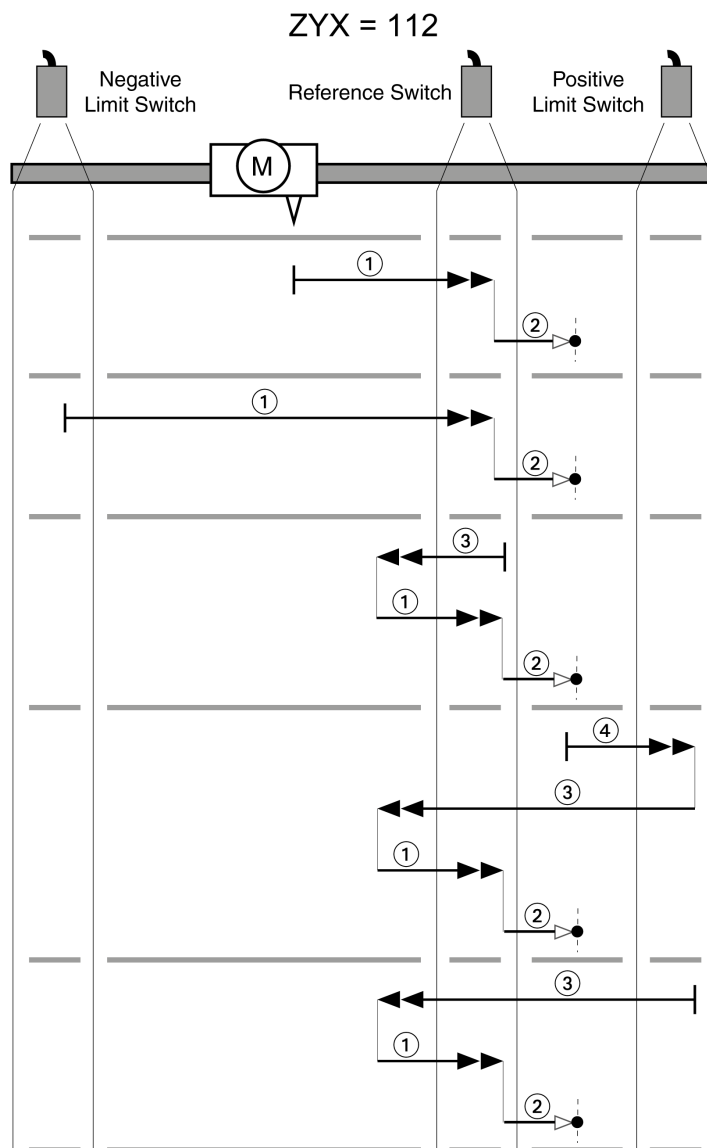 ZYX = 112
Negative
Limit Switch
Reference Switch
Positive
Limit Switch
M
1
2
1
2
3
1
2
4
3
1
2
3
1
2